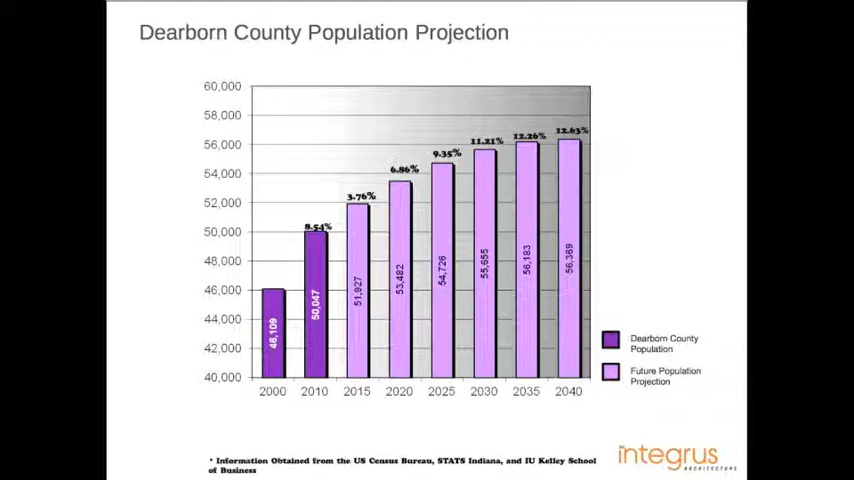 Dearborn County Population Projection
60,000
58,000
56,000
54,000
52,000
50,000
48,000
46,000
44,000
42,000
40,000
8.54%
3.76%
6.86%
9.35%
11.21%
12.26%
12.63%
46,109
50,047
51,927
53,482
54,726
55,655
56,183
56,369
2000 2010 2015 2020 2025 2030 2035 2040
Dearborn County
Population
Future Population
Projection
* Information Obtained from the US Census Bureau, STATS Indiana, and IU Kelley School
of Business
integrus
ARCHITECTURE